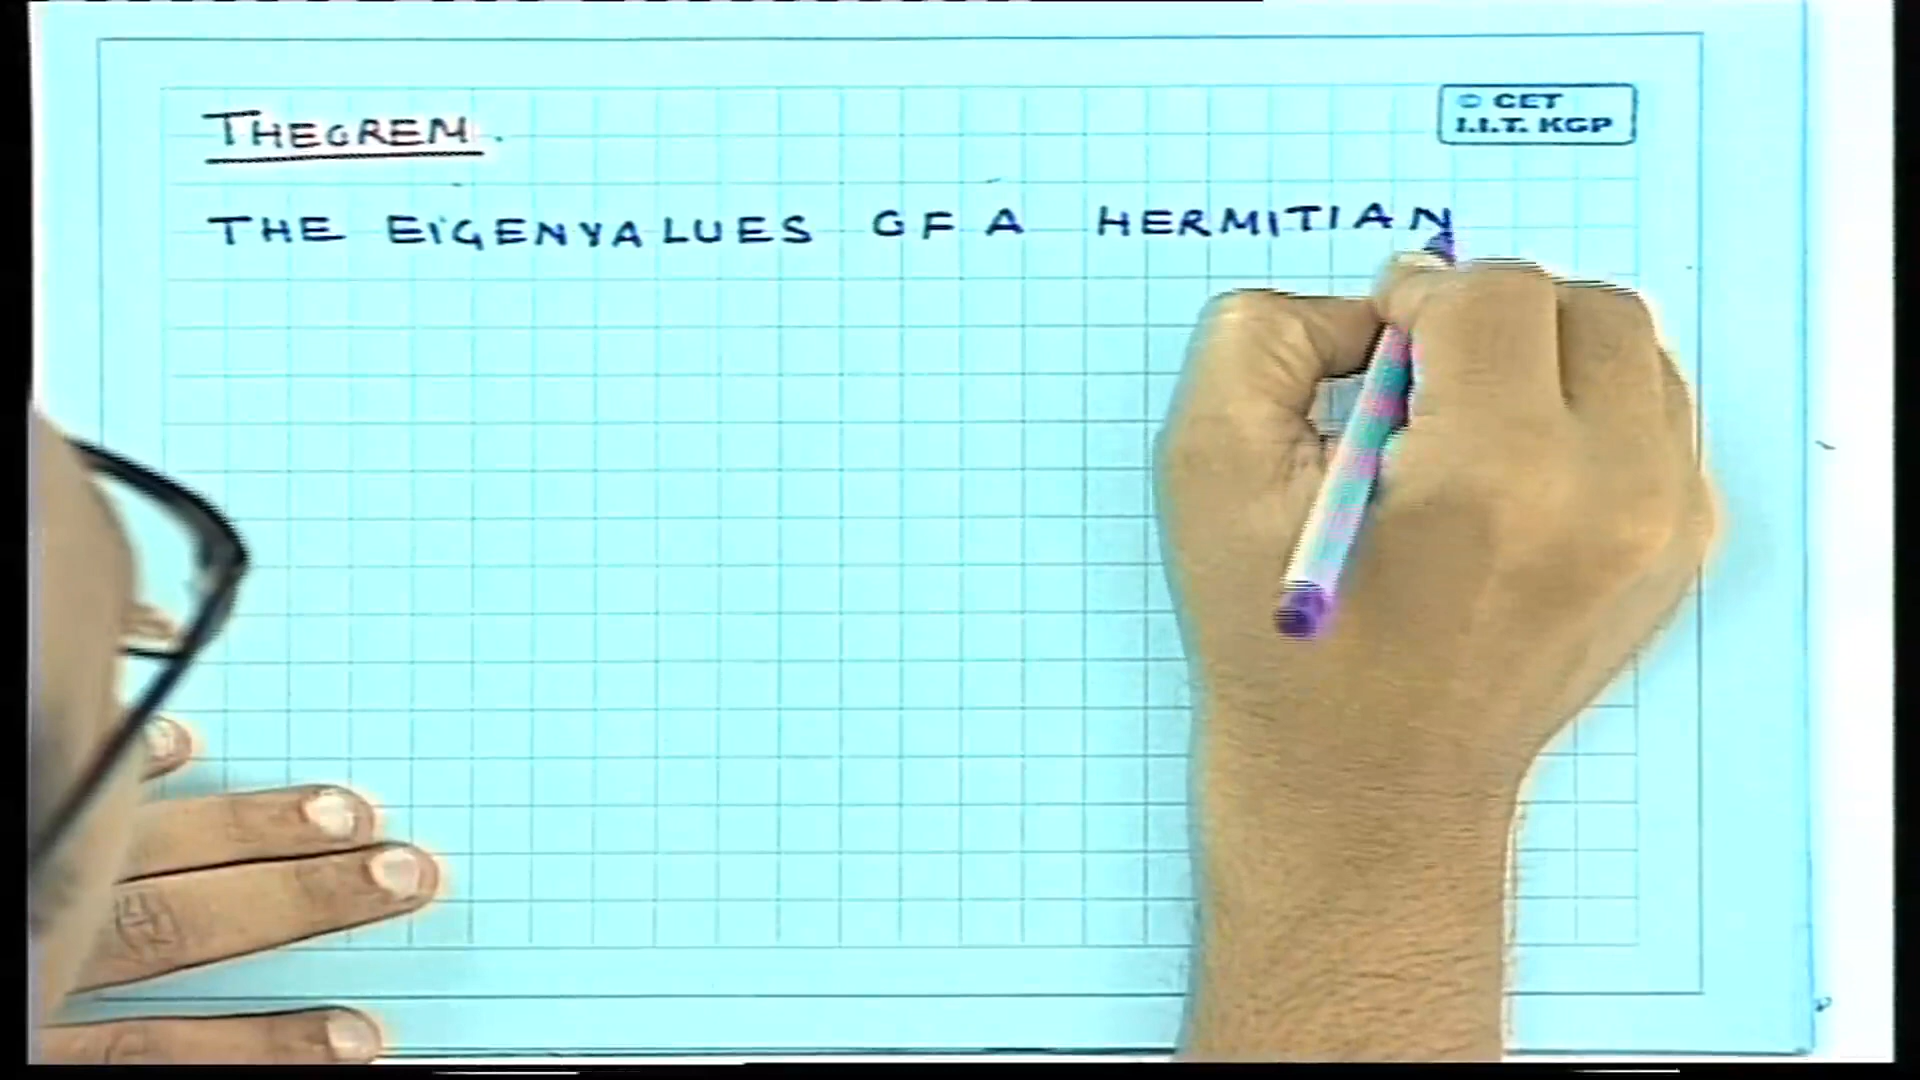 THEOREM.
© CET
I.I.T. KGP
THE EIGENVALUES OF A HERMITIAN